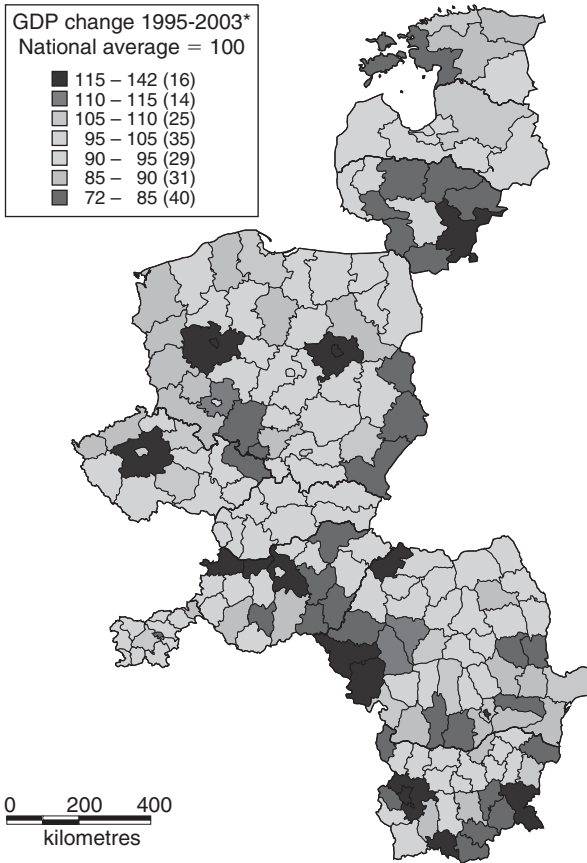 GDP change 1995-2003*
National average = 100
115 – 142 (16)
110 – 115 (14)
105 – 110 (25)
95 – 105 (35)
90 – 95 (29)
85 – 90 (31)
72 – 85 (40)
0 200 400
kilometres